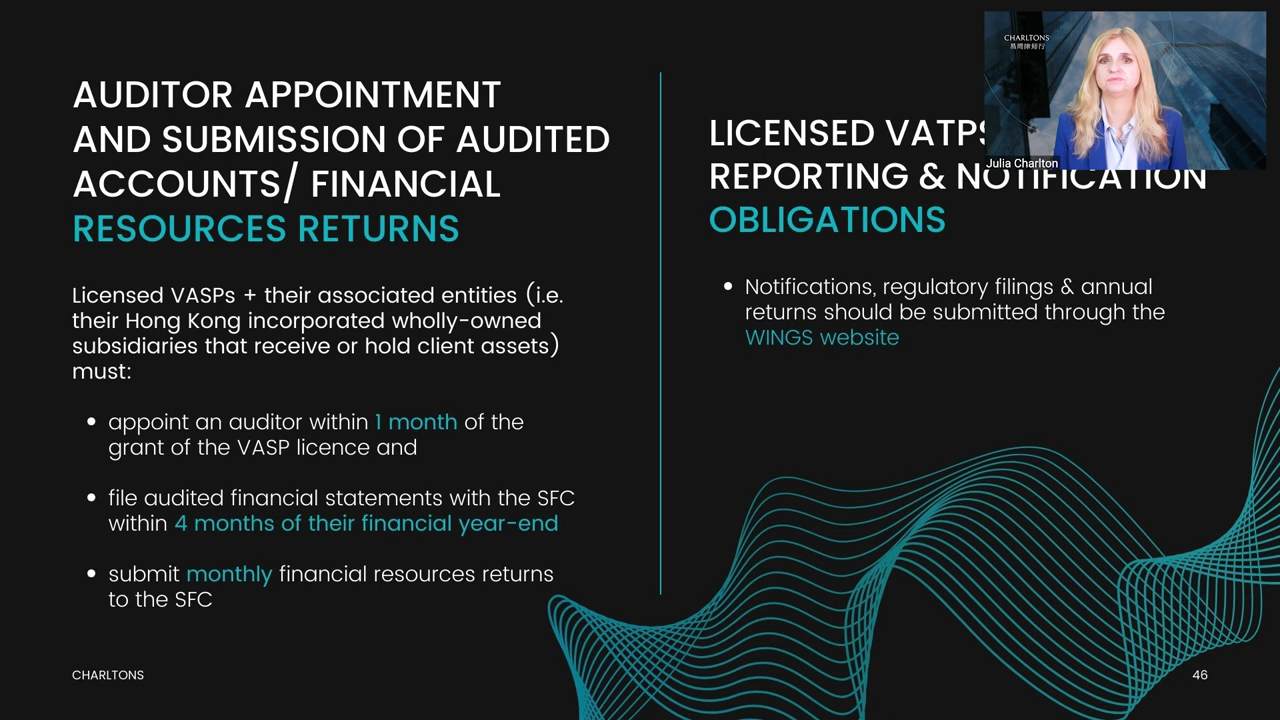 AUDITOR APPOINTMENT
AND SUBMISSION OF AUDITED
ACCOUNTS/ FINANCIAL
RESOURCES RETURNS
Licensed VASPs + their associated entities (i.e.
their Hong Kong incorporated wholly-owned
subsidiaries that receive or hold client assets)
must:
• appoint an auditor within 1 month of the
grant of the VASP licence and
• file audited financial statements with the SFC
within 4 months of their financial year-end
• submit monthly financial resources returns
to the SFC
LICENSED VATPS
REPORTING & NOTIFICATION
OBLIGATIONS
• Notifications, regulatory filings & annual
returns should be submitted through the
WINGS website
CHARLTONS
Julia Charlton
CHARLTONS
46